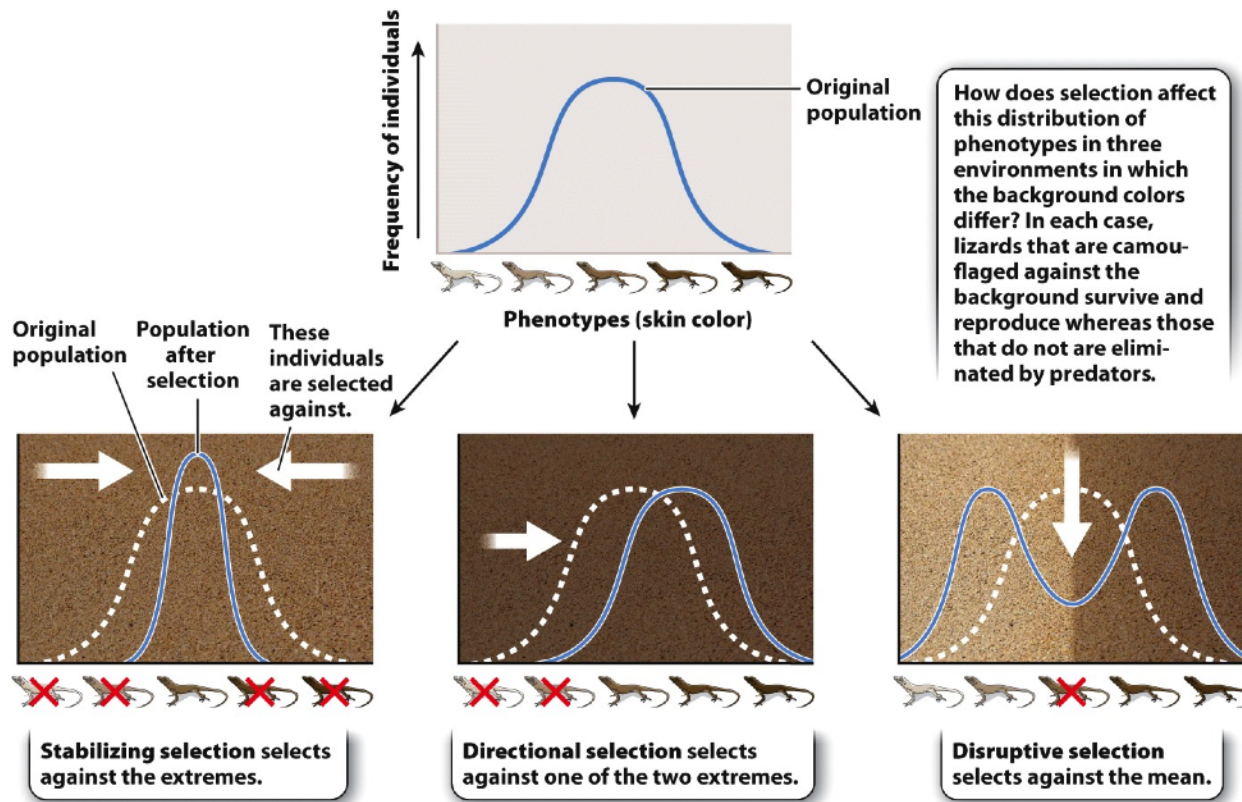 Frequency of individuals
Original
population
Phenotypes (skin color)
How does selection affect
this distribution of
phenotypes in three
environments in which
the background colors
differ? In each case,
lizards that are camou-
flaged against the
background survive and
reproduce whereas those
that do not are elimi-
nated by predators.
Original
population
Population
after
selection
These
individuals
are selected
against.
Stabilizing selection selects
against the extremes.
Directional selection selects
against one of the two extremes.
Disruptive selection
selects against the mean.